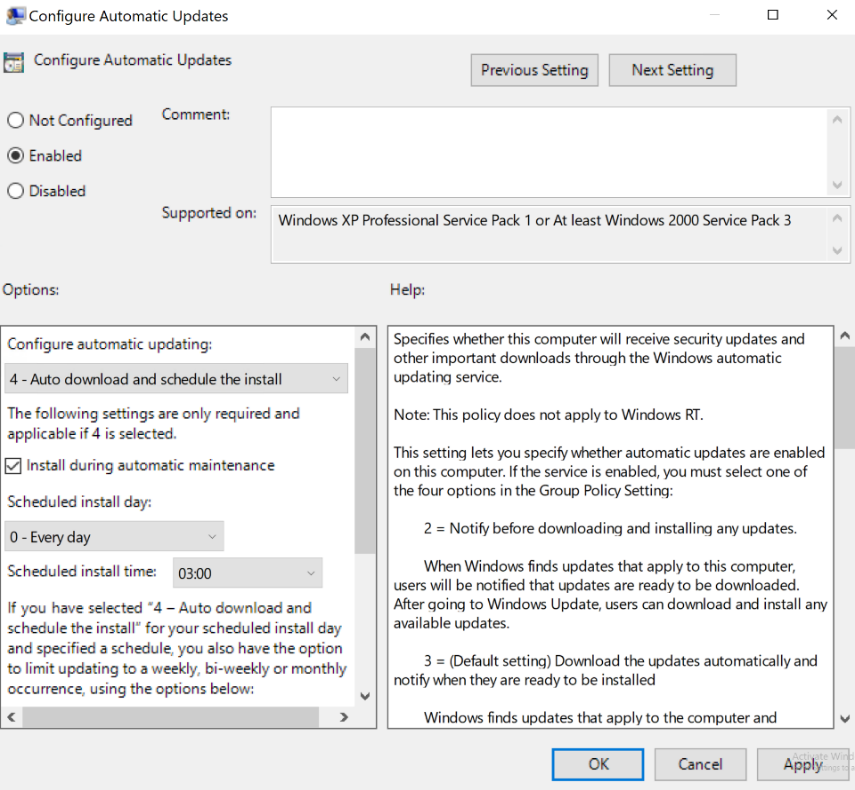 Configure Automatic Updates
Configure Automatic Updates
Previous Setting
Next Setting
Not Configured
Comment:
Enabled
Disabled
Supported on:
Windows XP Professional Service Pack 1 or At least Windows 2000 Service Pack 3
Options:
Help:
Configure automatic updating:
4 - Auto download and schedule the install
The following settings are only required and
applicable if 4 is selected.
Install during automatic maintenance
Scheduled install day:
0 - Every day
Scheduled install time:
03:00
If you have selected “4 – Auto download and
schedule the install” for your scheduled install day
and specified a schedule, you also have the option
to limit updating to a weekly, bi-weekly or monthly
occurrence, using the options below:
Specifies whether this computer will receive security updates and
other important downloads through the Windows automatic
updating service.
Note: This policy does not apply to Windows RT.
This setting lets you specify whether automatic updates are enabled
on this computer. If the service is enabled, you must select one of
the four options in the Group Policy Setting:
2 = Notify before downloading and installing any updates.
When Windows finds updates that apply to this computer,
users will be notified that updates are ready to be downloaded.
After going to Windows Update, users can download and install any
available updates.
3 = (Default setting) Download the updates automatically and
notify when they are ready to be installed
Windows finds updates that apply to the computer and
OK
Cancel
Apply
Activate Wind